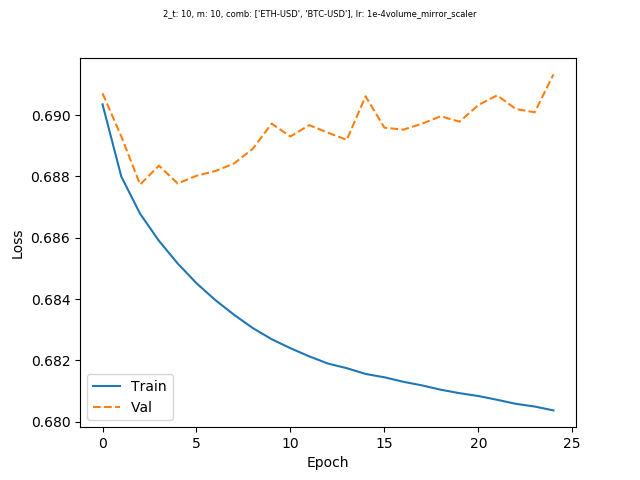 2_t: 10, m: 10, comb: ['ETH-USD', 'BTC-USD'], lr: 1e-4volume_mirror_scaler
0.690
0.688
0.686
0.684
0.682
0.680
Loss
Train
Val
0 5 10 15 20 25
Epoch